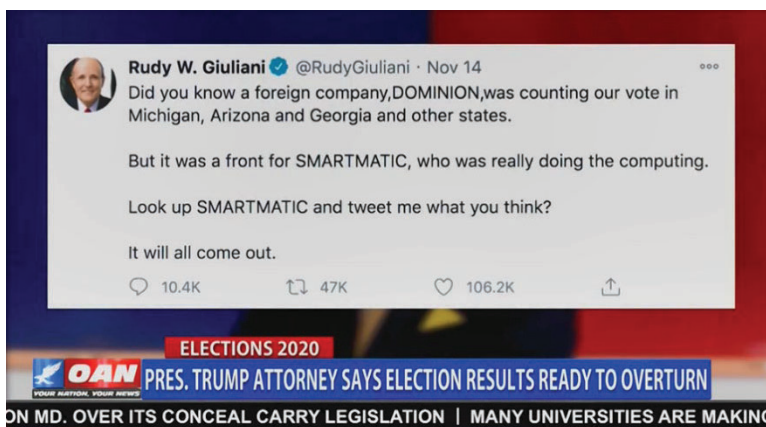 Rudy W. Giuliani @RudyGiuliani · Nov 14
Did you know a foreign company,DOMINION,was counting our vote in
Michigan, Arizona and Georgia and other states.
But it was a front for SMARTMATIC, who was really doing the computing.
Look up SMARTMATIC and tweet me what you think?
It will all come out.
10.4K 47K 106.2K
ELECTIONS 2020
OAN
YOUR NATION, YOUR NEWS
PRES. TRUMP ATTORNEY SAYS ELECTION RESULTS READY TO OVERTURN
ON MD. OVER ITS CONCEAL CARRY LEGISLATION | MANY UNIVERSITIES ARE MAKING